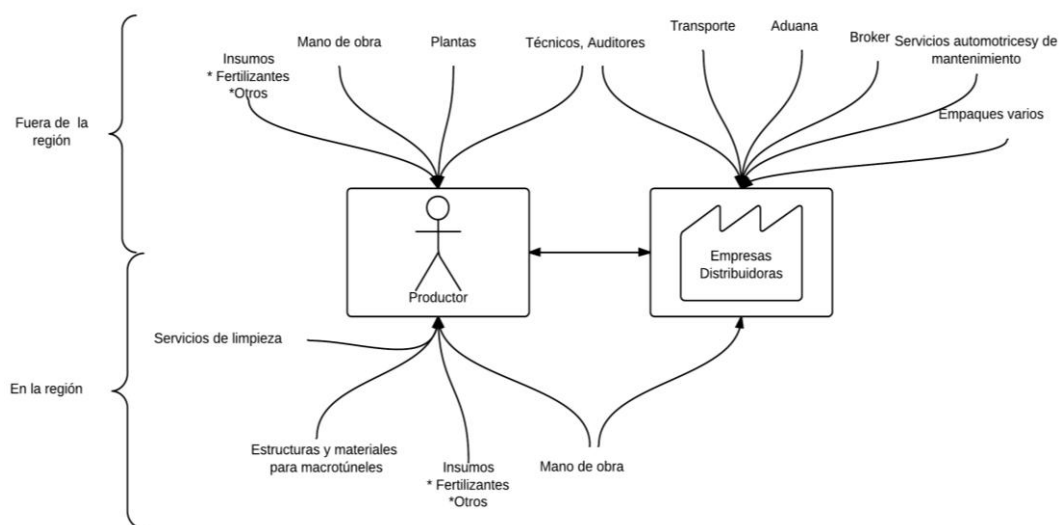 Insumos
* Fertilizantes
*Otros
Mano de obra
Plantas
Técnicos, Auditores
Transporte
Aduana
Broker
Servicios automotricesy de
mantenimiento
Empaques varios
Fuera de la
región
Productor
Empresas
Distribuidoras
Servicios de limpieza
En la región
Estructuras y materiales
para macrotúneles
Insumos
* Fertilizantes
*Otros
Mano de obra